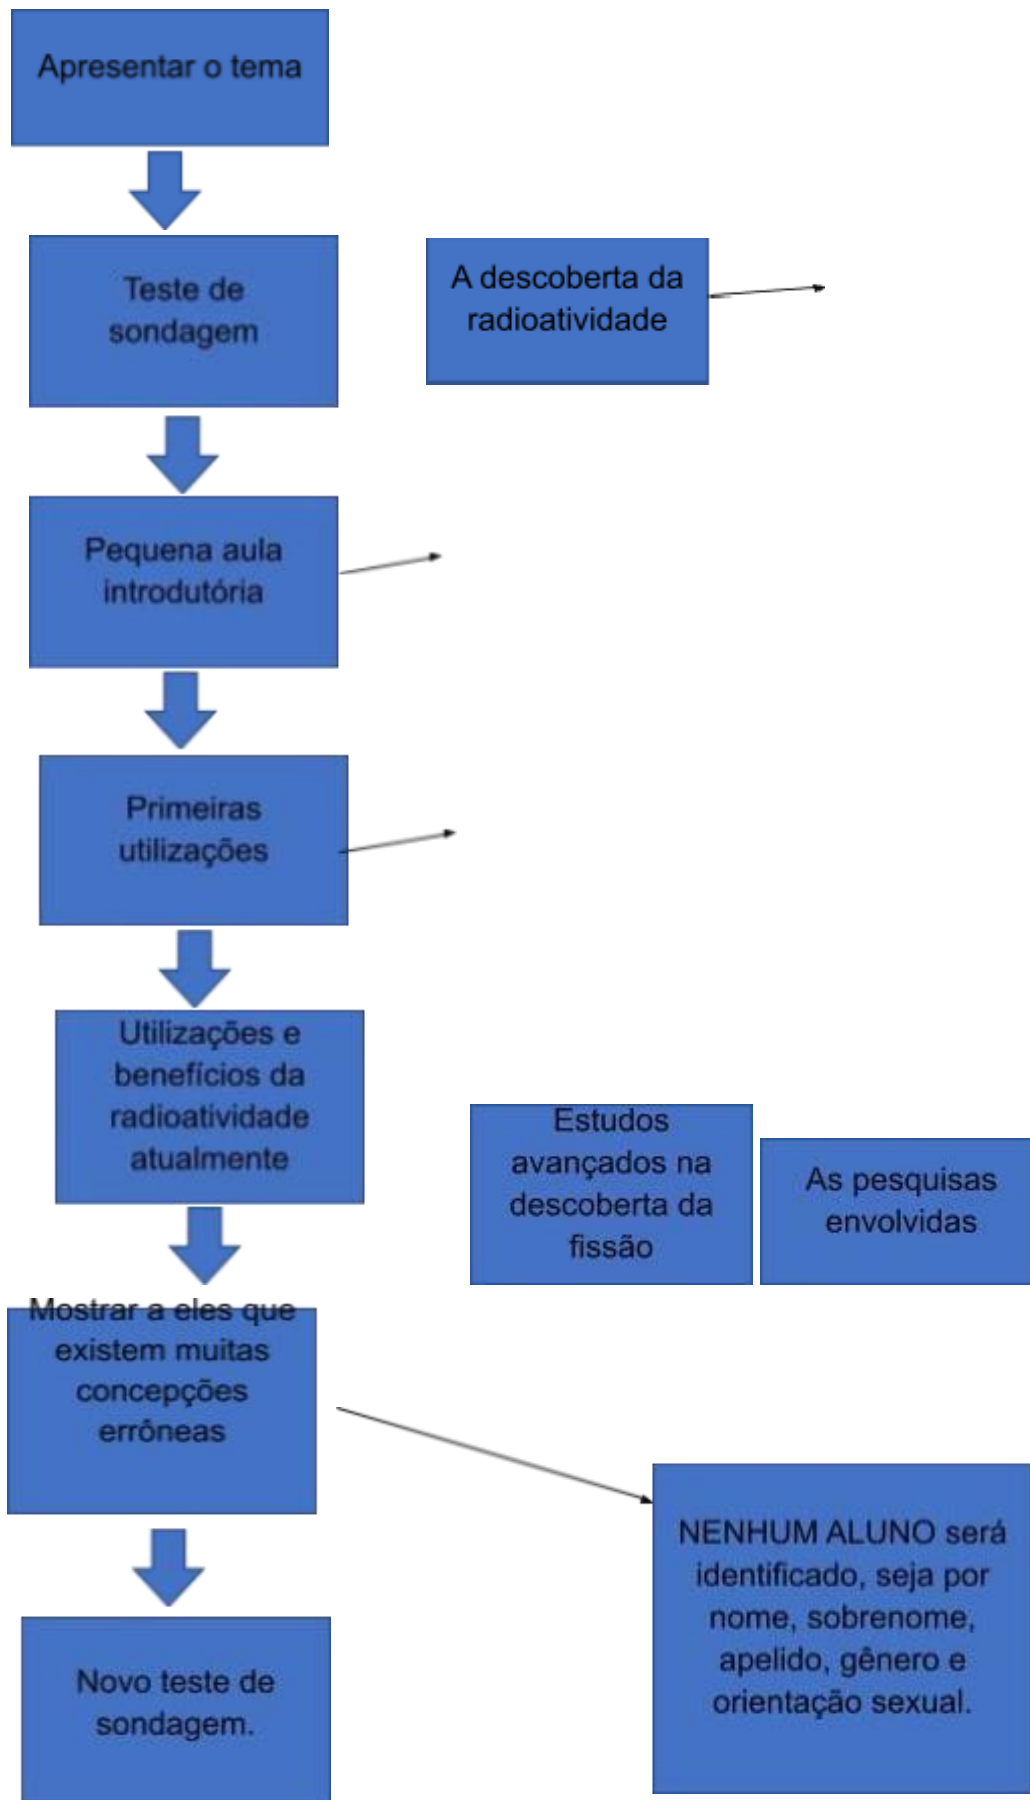 Apresentar o tema
Teste de
sondagem
A descoberta da
radioatividade
Pequena aula
introdutória
Primeiras
utilizações
Utilizações e
benefícios da
radioatividade
atualmente
Estudos
avançados na
descoberta da
fissão
As pesquisas
envolvidas
Mostrar a eles que
existem muitas
concepções
errôneas
NENHUM ALUNO será
identificado, seja por
nome, sobrenome,
apelido, gênero e
orientação sexual.
Novo teste de
sondagem.